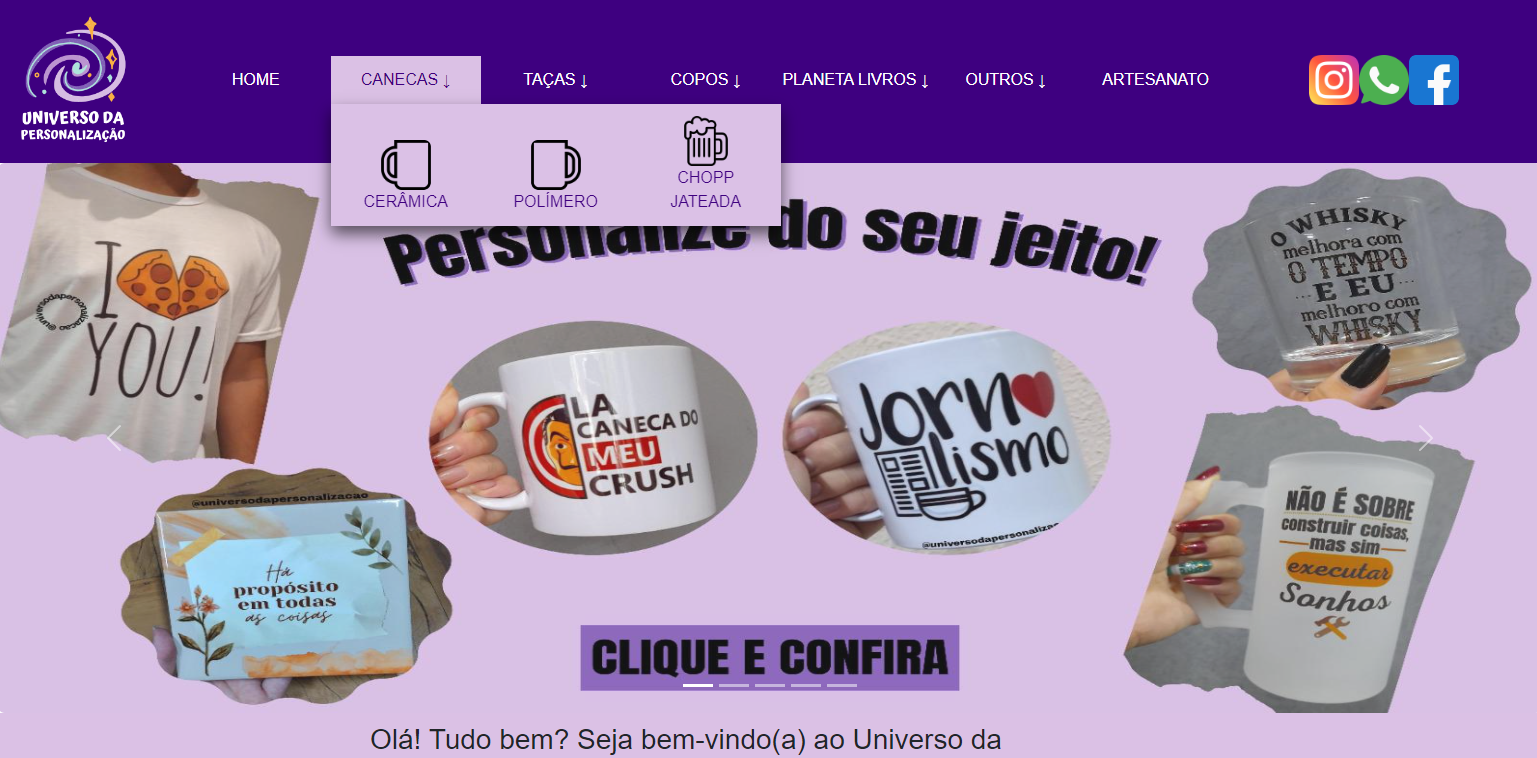 UNIVERSO DA
PERSONALIZAÇÃO
HOME
CANECAS ↓
TAÇAS ↓
COPOS ↓
PLANETA LIVROS ↓
OUTROS ↓
ARTESANATO
CERÂMICA
POLÍMERO
CHOPP
JATEADA
Personalize do seu jeito!
I
YOU!
@universodapersonalizacao
LA
CANECA DO
MEU
CRUSH
Jorn
lismo
@universodapersonalizac
O WHISKY
melhora com
O TEMPO
E EU
melhoro com
WHISKY
@universodapersonalizacao
Há
propósito
em todas
as coisas
NÃO É SOBRE
construir coisas,
mas sim
executar
Sonhos
CLIQUE E CONFIRA
Olá! Tudo bem? Seja bem-vindo(a) ao Universo da